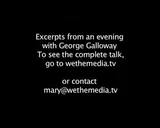 Excerpts from an evening
with George Galloway
To see the complete talk,
go to wethemedia.tv
or contact
mary@wethemedia.tv